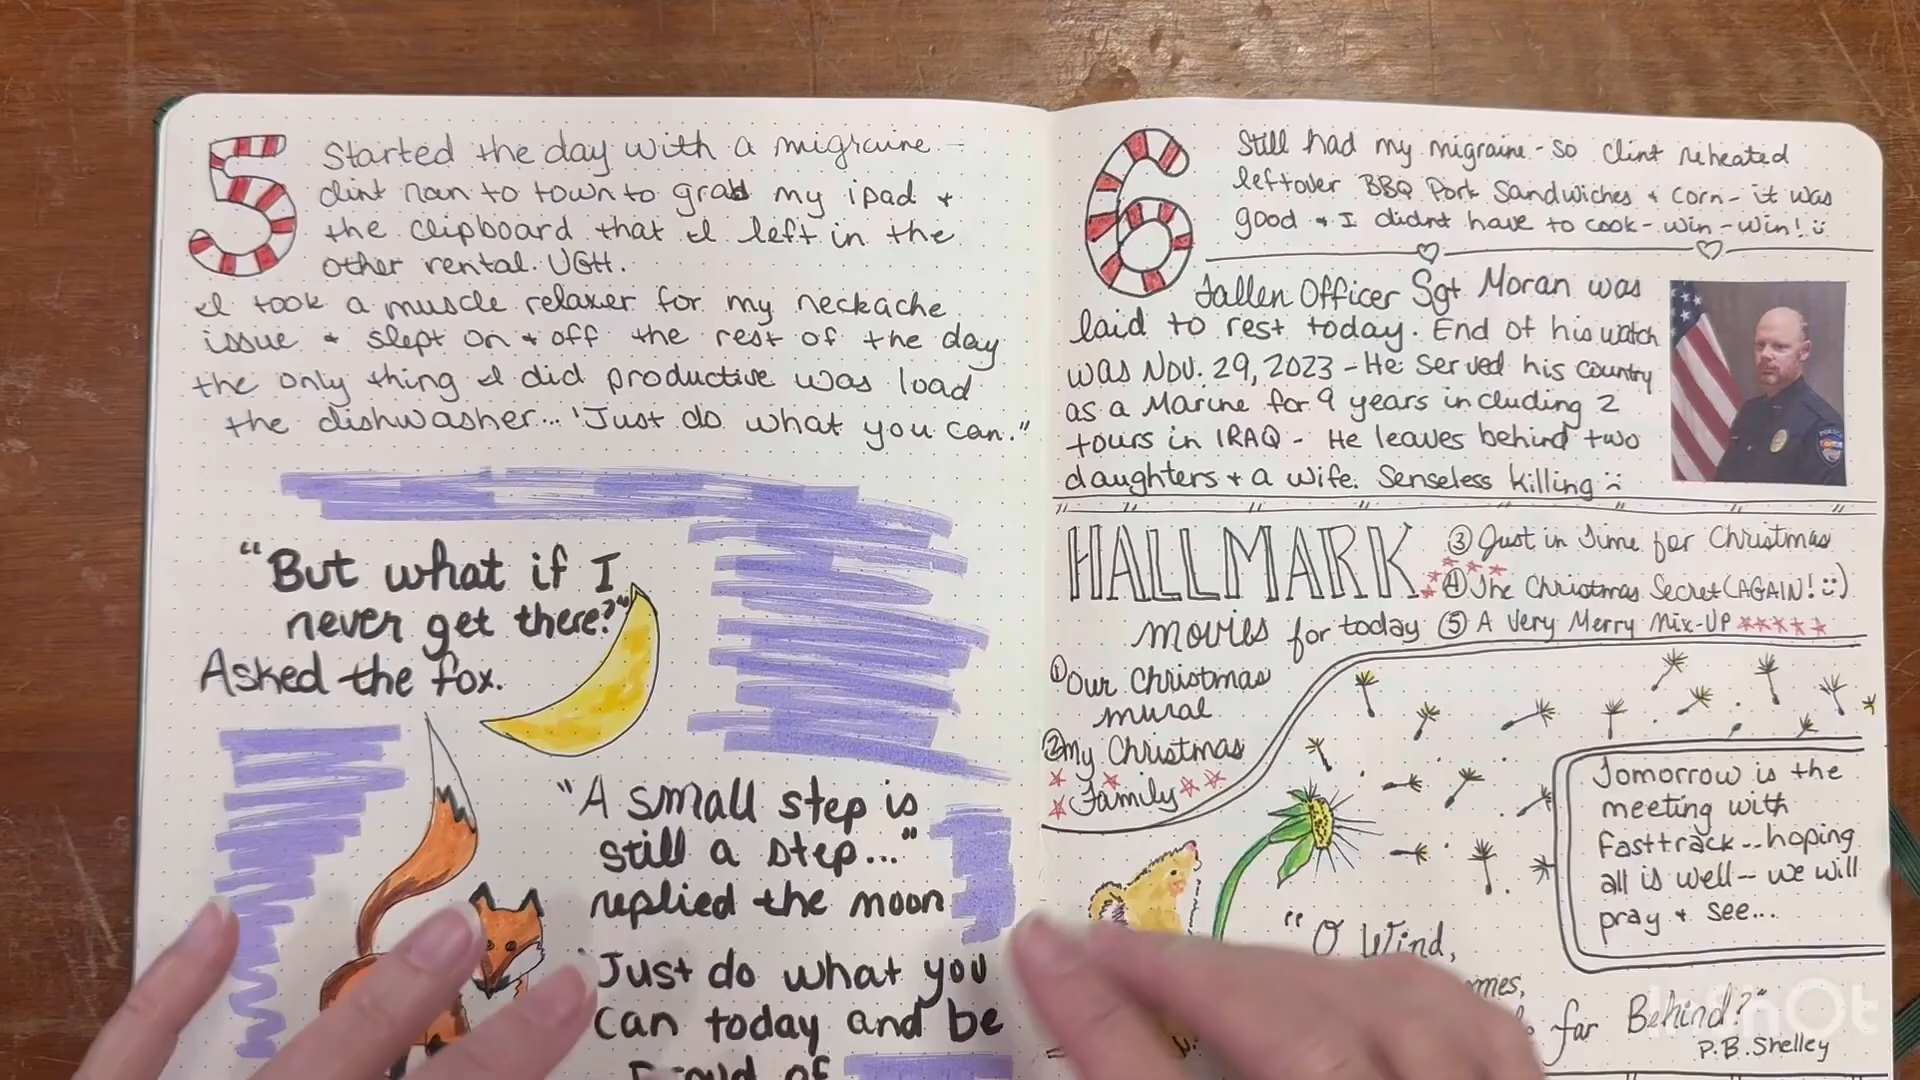 5
Started the day with a migraine -
Clint ran to town to grab my ipad +
the clipboard that I left in the
other rental. UGH.
I took a muscle relaxer for my neckache
issue + slept on + off the rest of the day
the only thing I did productive was load
the dishwasher... 'Just do what you can."
"But what if I
never get there?"
Asked the fox.
"A small step is
still a step..."
replied the moon
'Just do what you
can today and be
Proud of
6
Still had my migraine - so Clint reheated
leftover BBQ Pork Sandwiches + corn - it was
good + I didnt have to cook - win - win! :)
Fallen Officer Sgt Moran was
laid to rest today. End of his watch
was Nov. 29, 2023 - He served his country
as a Marine for 9 years including 2
tours in IRAQ - He leaves behind two
daughters + a wife. Senseless killing :(
HALLMARK
movies for today
① Our Christmas
mural
② My Christmas
Family
③ Just in Time for Christmas
④ The Christmas Secret (AGAIN! :))
⑤ A Very Merry Mix-UP
Tomorrow is the
meeting with
Fasttrack... hoping
all is well - we will
pray + see...
"O Wind,
far Behind?"
P.B. Shelley